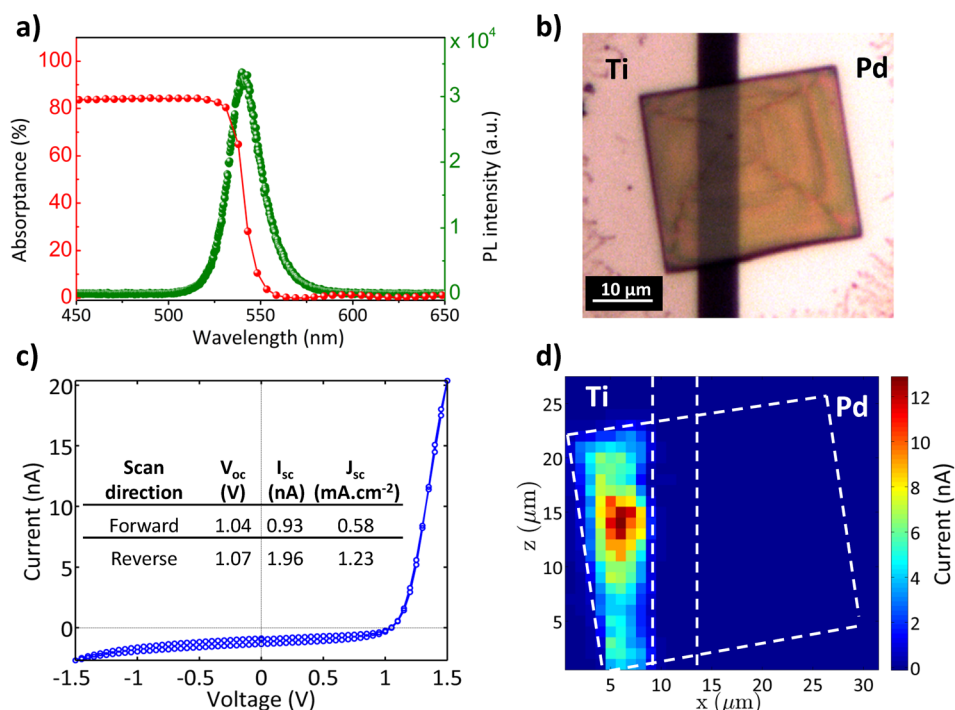 a)
x 10⁴
100
80
60
40
20
0
Absorptance (%)
3
2
1
0
PL intensity (a.u.)
450 500 550 600 650
Wavelength (nm)
b)
Ti Pd
10 μm
c)
20
15
10
5
0
Current (nA)
Scan direction V_oc (V) I_sc (nA) J_sc (mA.cm⁻²)
Forward 1.04 0.93 0.58
Reverse 1.07 1.96 1.23
-1.5 -1 -0.5 0 0.5 1 1.5
Voltage (V)
d)
Ti Pd
25
20
15
10
5
z (μm)
5 10 15 20 25 30
x (μm)
12
10
8
6
4
2
0
Current (nA)